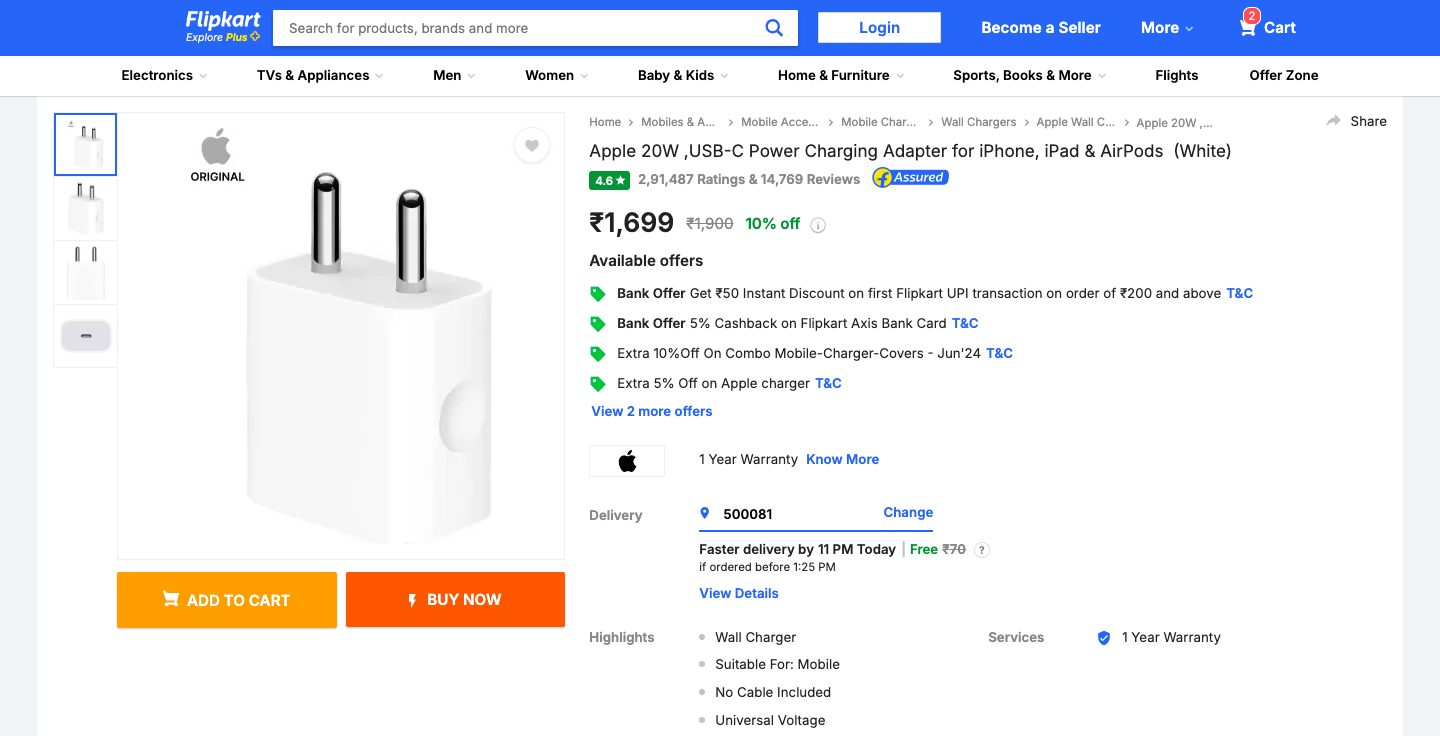 Flipkart
Explore Plus
Search for products, brands and more
Login
Become a Seller
More
2
Cart
Electronics
TVs & Appliances
Men
Women
Baby & Kids
Home & Furniture
Sports, Books & More
Flights
Offer Zone
ORIGINAL
ADD TO CART
BUY NOW
Home
Mobiles & A...
Mobile Acce...
Mobile Char...
Wall Chargers
Apple Wall C...
Apple 20W ,...
Share
Apple 20W ,USB-C Power Charging Adapter for iPhone, iPad & AirPods (White)
4.6 ★ 2,91,487 Ratings & 14,769 Reviews Assured
₹1,699 ₹1,900 10% off i
Available offers
Bank Offer Get ₹50 Instant Discount on first Flipkart UPI transaction on order of ₹200 and above T&C
Bank Offer 5% Cashback on Flipkart Axis Bank Card T&C
Extra 10%Off On Combo Mobile-Charger-Covers - Jun'24 T&C
Extra 5% Off on Apple charger T&C
View 2 more offers
1 Year Warranty Know More
Delivery
500081
Change
Faster delivery by 11 PM Today | Free ₹70 ?
if ordered before 1:25 PM
View Details
Highlights
Wall Charger
Suitable For: Mobile
No Cable Included
Universal Voltage
Services
1 Year Warranty